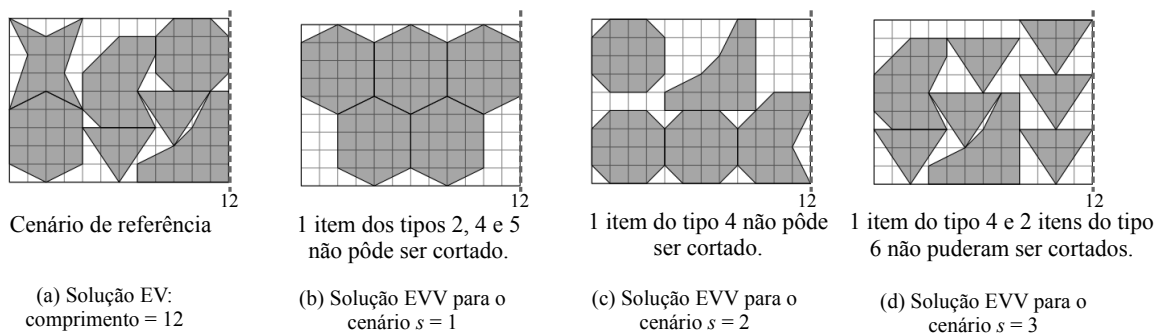 12
12
12
12
Cenário de referência
1 item dos tipos 2, 4 e 5
não pôde ser cortado.
1 item do tipo 4 não pôde
ser cortado.
1 item do tipo 4 e 2 itens do tipo
6 não puderam ser cortados.
(a) Solução EV:
comprimento = 12
(b) Solução EVV para o
cenário s = 1
(c) Solução EVV para o
cenário s = 2
(d) Solução EVV para o
cenário s = 3